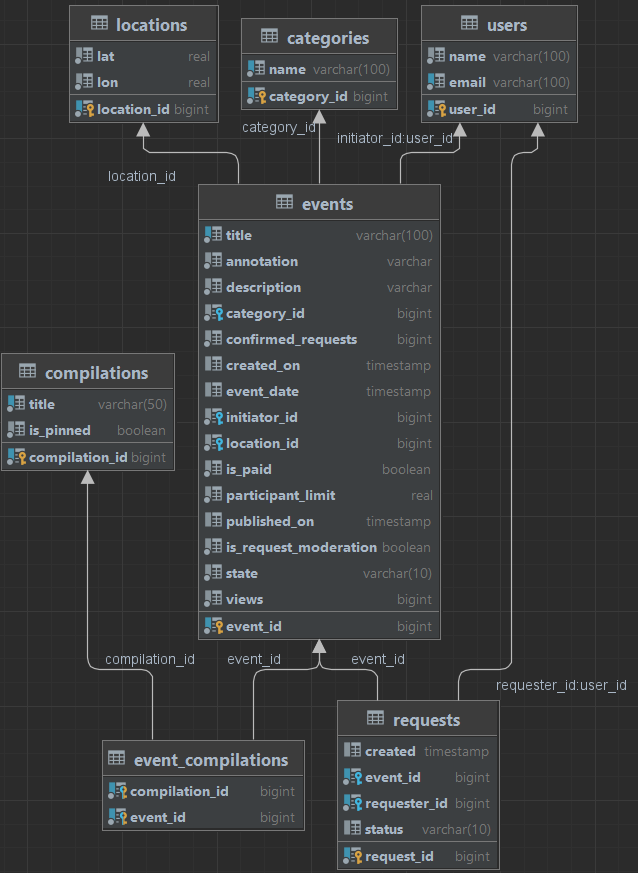 locations
lat real
lon real
location_id bigint
categories
name varchar(100)
category_id bigint
users
name varchar(100)
email varchar(100)
user_id bigint
category_id
initiator_id:user_id
location_id
events
title varchar(100)
annotation varchar
description varchar
category_id bigint
confirmed_requests bigint
created_on timestamp
event_date timestamp
initiator_id bigint
location_id bigint
is_paid boolean
participant_limit real
published_on timestamp
is_request_moderation boolean
state varchar(10)
views bigint
event_id bigint
compilations
title varchar(50)
is_pinned boolean
compilation_id bigint
compilation_id
event_id
event_id
requester_id:user_id
event_compilations
compilation_id bigint
event_id bigint
requests
created timestamp
event_id bigint
requester_id bigint
status varchar(10)
request_id bigint